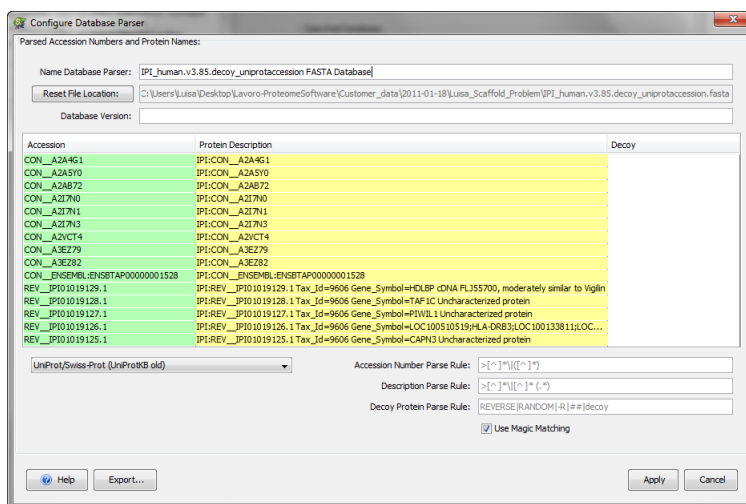 Configure Database Parser
Parsed Accession Numbers and Protein Names:
Name Database Parser: IPI_human.v3.85.decoy_uniprotaccession FASTA Database
Reset File Location: C:\Users\Luisa\Desktop\Lavoro-ProteomeSoftware\Customer_data\2011-01-18\Luisa_Scaffold_Problem\IPI_human.v3.85.decoy_uniprotaccession.fasta
Database Version:
Accession Protein Description Decoy
CON__A2A4G1 IPI:CON__A2A4G1
CON__A2A5Y0 IPI:CON__A2A5Y0
CON__A2AB72 IPI:CON__A2AB72
CON__A2I7N0 IPI:CON__A2I7N0
CON__A2I7N1 IPI:CON__A2I7N1
CON__A2I7N3 IPI:CON__A2I7N3
CON__A2VCT4 IPI:CON__A2VCT4
CON__A3EZ79 IPI:CON__A3EZ79
CON__A3EZ82 IPI:CON__A3EZ82
CON__ENSEMBL:ENSBTAP00000001528 IPI:CON__ENSEMBL:ENSBTAP00000001528
REV__IPI01019129.1 IPI:REV__IPI01019129.1 Tax_Id=9606 Gene_Symbol=HDLBP cDNA FLJ55700, moderately similar to Vigilin
REV__IPI01019128.1 IPI:REV__IPI01019128.1 Tax_Id=9606 Gene_Symbol=TAF1C Uncharacterized protein
REV__IPI01019127.1 IPI:REV__IPI01019127.1 Tax_Id=9606 Gene_Symbol=PIWIL1 Uncharacterized protein
REV__IPI01019126.1 IPI:REV__IPI01019126.1 Tax_Id=9606 Gene_Symbol=LOC100510519;HLA-DRB3;LOC100133811;LOC...
REV__IPI01019125.1 IPI:REV__IPI01019125.1 Tax_Id=9606 Gene_Symbol=CAPN3 Uncharacterized protein
UniProt/Swiss-Prot (UniProtKB old) Accession Number Parse Rule: >[^ ]*\|([^ ]*)
Description Parse Rule: >[^ ]*\|[^ ]* (.*)
Decoy Protein Parse Rule: REVERSE|RANDOM|-R|##|decoy
Use Magic Matching
Help Export... Apply Cancel